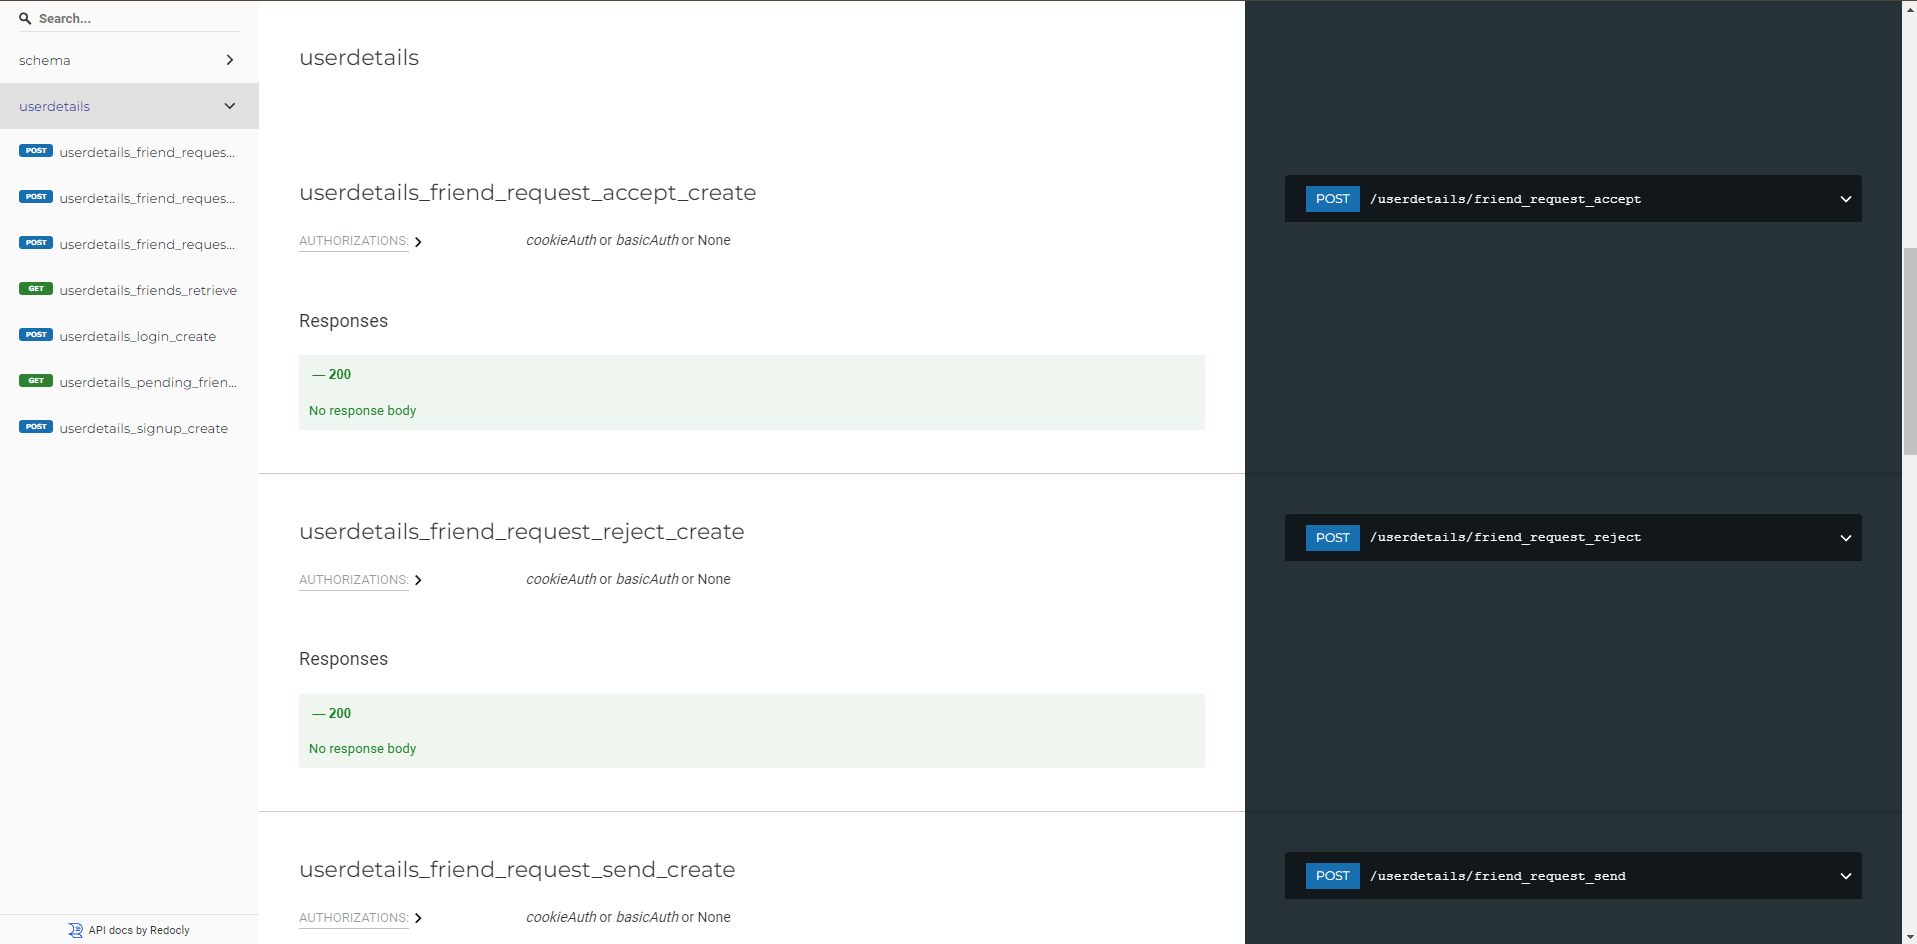 Search...
schema
userdetails
POST userdetails_friend_reques...
POST userdetails_friend_reques...
POST userdetails_friend_reques...
GET userdetails_friends_retrieve
POST userdetails_login_create
GET userdetails_pending_frien...
POST userdetails_signup_create
API docs by Redocly
userdetails
userdetails_friend_request_accept_create
AUTHORIZATIONS: cookieAuth or basicAuth or None
Responses
— 200
No response body
POST /userdetails/friend_request_accept
userdetails_friend_request_reject_create
AUTHORIZATIONS: cookieAuth or basicAuth or None
Responses
— 200
No response body
POST /userdetails/friend_request_reject
userdetails_friend_request_send_create
AUTHORIZATIONS: cookieAuth or basicAuth or None
POST /userdetails/friend_request_send